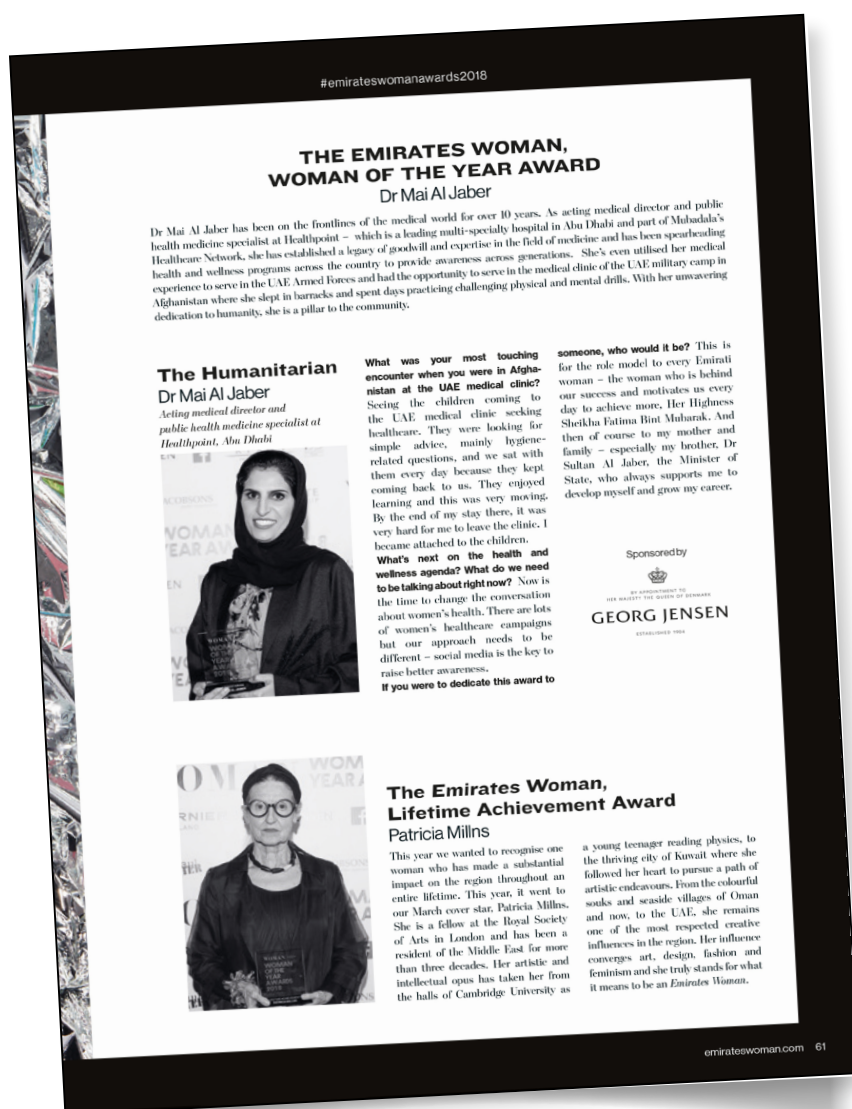 #emirateswomanawards2018
THE EMIRATES WOMAN,
WOMAN OF THE YEAR AWARD
Dr Mai Al Jaber
Dr Mai Al Jaber has been on the frontlines of the medical world for over 10 years. As acting medical director and public
health medicine specialist at Healthpoint – which is a leading multi-specialty hospital in Abu Dhabi and part of Mubadala's
Healthcare Network, she has established a legacy of goodwill and expertise in the field of medicine and has been spearheading
health and wellness programs across the country to provide awareness across generations. She's even utilised her medical
experience to serve in the UAE Armed Forces and had the opportunity to serve in the medical clinic of the UAE military camp in
Afghanistan where she slept in barracks and spent days practicing challenging physical and mental drills. With her unwavering
dedication to humanity, she is a pillar to the community.
The Humanitarian
Dr Mai Al Jaber
Acting medical director and
public health medicine specialist at
Healthpoint, Abu Dhabi
What was your most touching
encounter when you were in Afgha-
nistan at the UAE medical clinic?
Seeing the children coming to
the UAE medical clinic seeking
healthcare. They were looking for
simple advice, mainly hygiene-
related questions, and we sat with
them every day because they kept
coming back to us. They enjoyed
learning and this was very moving.
By the end of my stay there, it was
very hard for me to leave the clinic. I
became attached to the children.
What's next on the health and
wellness agenda? What do we need
to be talking about right now? Now is
the time to change the conversation
about women's health. There are lots
of women's healthcare campaigns
but our approach needs to be
different – social media is the key to
raise better awareness.
If you were to dedicate this award to
someone, who would it be? This is
for the role model to every Emirati
woman – the woman who is behind
our success and motivates us every
day to achieve more, Her Highness
Sheikha Fatima Bint Mubarak. And
then of course to my mother and
family – especially my brother, Dr
Sultan Al Jaber, the Minister of
State, who always supports me to
develop myself and grow my career.
Sponsored by
BY APPOINTMENT TO
HER MAJESTY THE QUEEN OF DENMARK
GEORG JENSEN
ESTABLISHED 1904
The Emirates Woman,
Lifetime Achievement Award
Patricia Millns
This year we wanted to recognise one
woman who has made a substantial
impact on the region throughout an
entire lifetime. This year, it went to
our March cover star, Patricia Millns.
She is a fellow at the Royal Society
of Arts in London and has been a
resident of the Middle East for more
than three decades. Her artistic and
intellectual opus has taken her from
the halls of Cambridge University as
a young teenager reading physics, to
the thriving city of Kuwait where she
followed her heart to pursue a path of
artistic endeavours. From the colourful
souks and seaside villages of Oman
and now, to the UAE, she remains
one of the most respected creative
influences in the region. Her influence
converges art, design, fashion and
feminism and she truly stands for what
it means to be an Emirates Woman.
emirateswoman.com 61